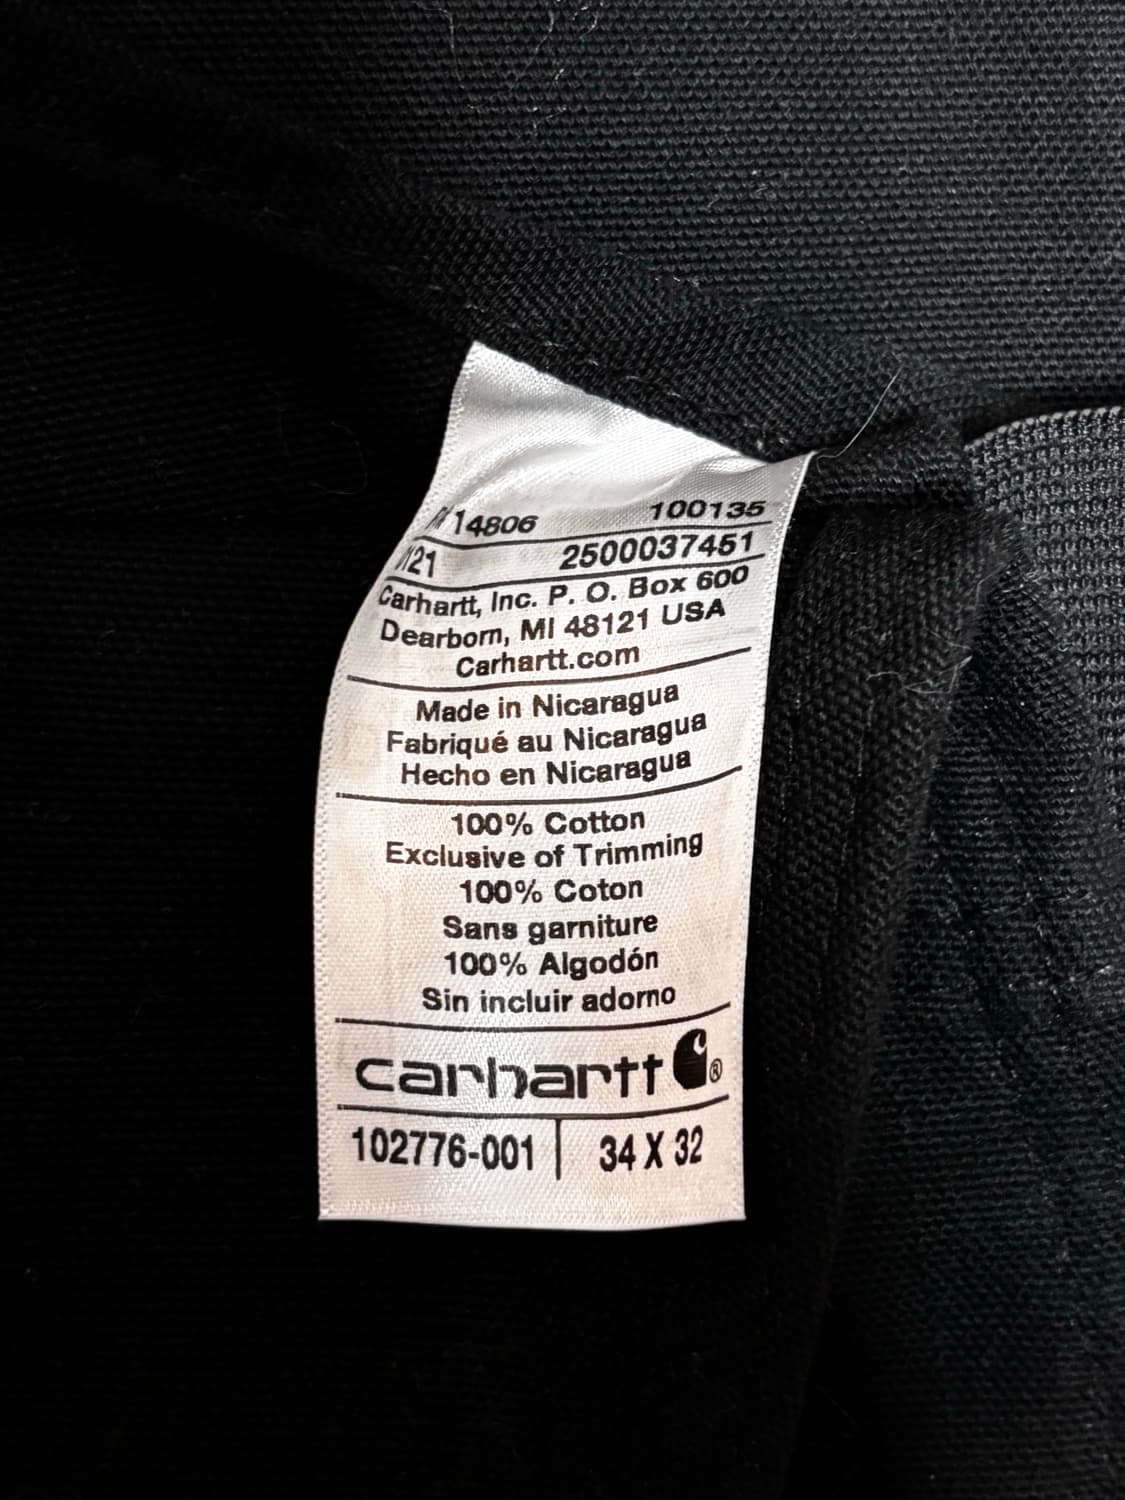 14806 100135
2500037451
Carhartt, Inc. P. O. Box 600
Dearborn, MI 48121 USA
Carhartt.com
Made in Nicaragua
Fabriqué au Nicaragua
Hecho en Nicaragua
100% Cotton
Exclusive of Trimming
100% Coton
Sans garniture
100% Algodón
Sin incluir adorno
carhartt ®
102776-001 34 X 32